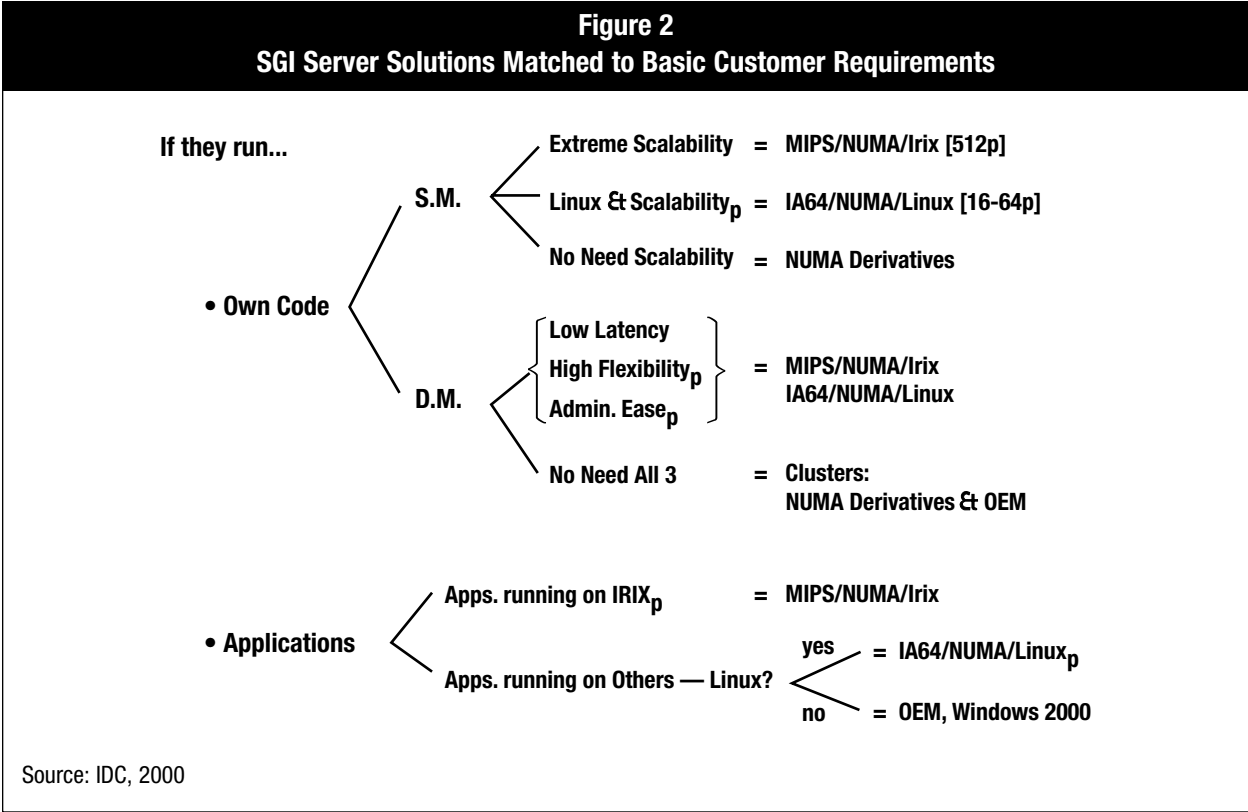 Figure 2
SGI Server Solutions Matched to Basic Customer Requirements
If they run...
• Own Code
S.M.
Extreme Scalability = MIPS/NUMA/Irix [512p]
Linux & Scalabilityp = IA64/NUMA/Linux [16-64p]
No Need Scalability = NUMA Derivatives
D.M.
Low Latency
High Flexibilityp
Admin. Easep
= MIPS/NUMA/Irix
IA64/NUMA/Linux
No Need All 3 = Clusters:
NUMA Derivatives & OEM
• Applications
Apps. running on IRIXp = MIPS/NUMA/Irix
Apps. running on Others — Linux?
yes = IA64/NUMA/Linuxp
no = OEM, Windows 2000
Source: IDC, 2000